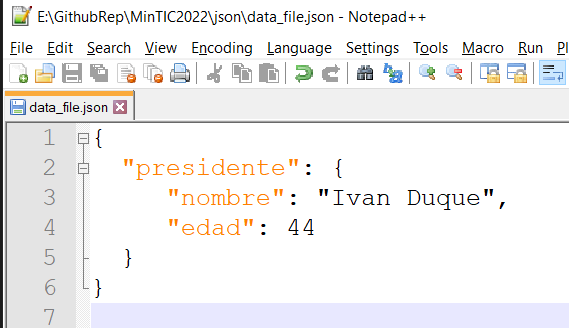 E:\GithubRep\MinTIC2022\json\data_file.json - Notepad++
File Edit Search View Encoding Language Settings Tools Macro Run Pl
data_file.json
1 {
2 "presidente": {
3 "nombre": "Ivan Duque",
4 "edad": 44
5 }
6 }
7